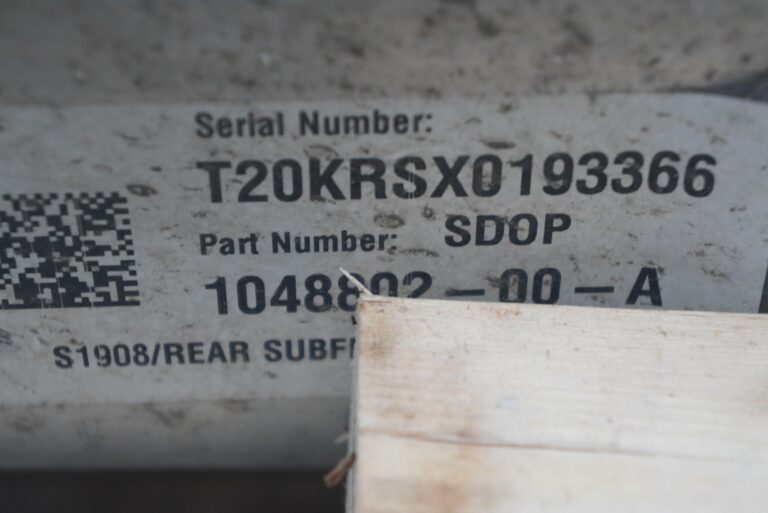 Serial Number:
T20KRSX0193366
Part Number: SDOP
1048802-00-A
S1908/REAR